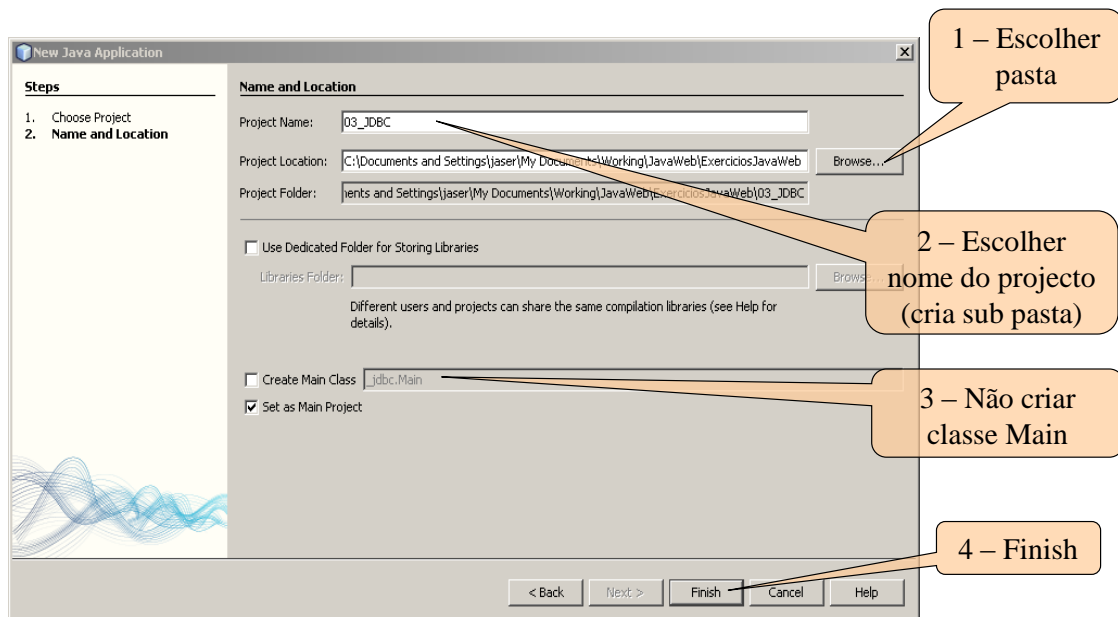 New Java Application
Steps
1. Choose Project
2. Name and Location
Name and Location
Project Name: 03_JDBC
Project Location: C:\Documents and Settings\jaser\My Documents\Working\JavaWeb\ExerciciosJavaWeb Browse...
Project Folder: ents and Settings\jaser\My Documents\Working\JavaWeb\ExerciciosJavaWeb\03_JDBC
Use Dedicated Folder for Storing Libraries
Libraries Folder: Browse...
Different users and projects can share the same compilation libraries (see Help for
details).
Create Main Class _jdbc.Main
Set as Main Project
< Back Next > Finish Cancel Help
1 – Escolher
pasta
2 – Escolher
nome do projecto
(cria sub pasta)
3 – Não criar
classe Main
4 – Finish